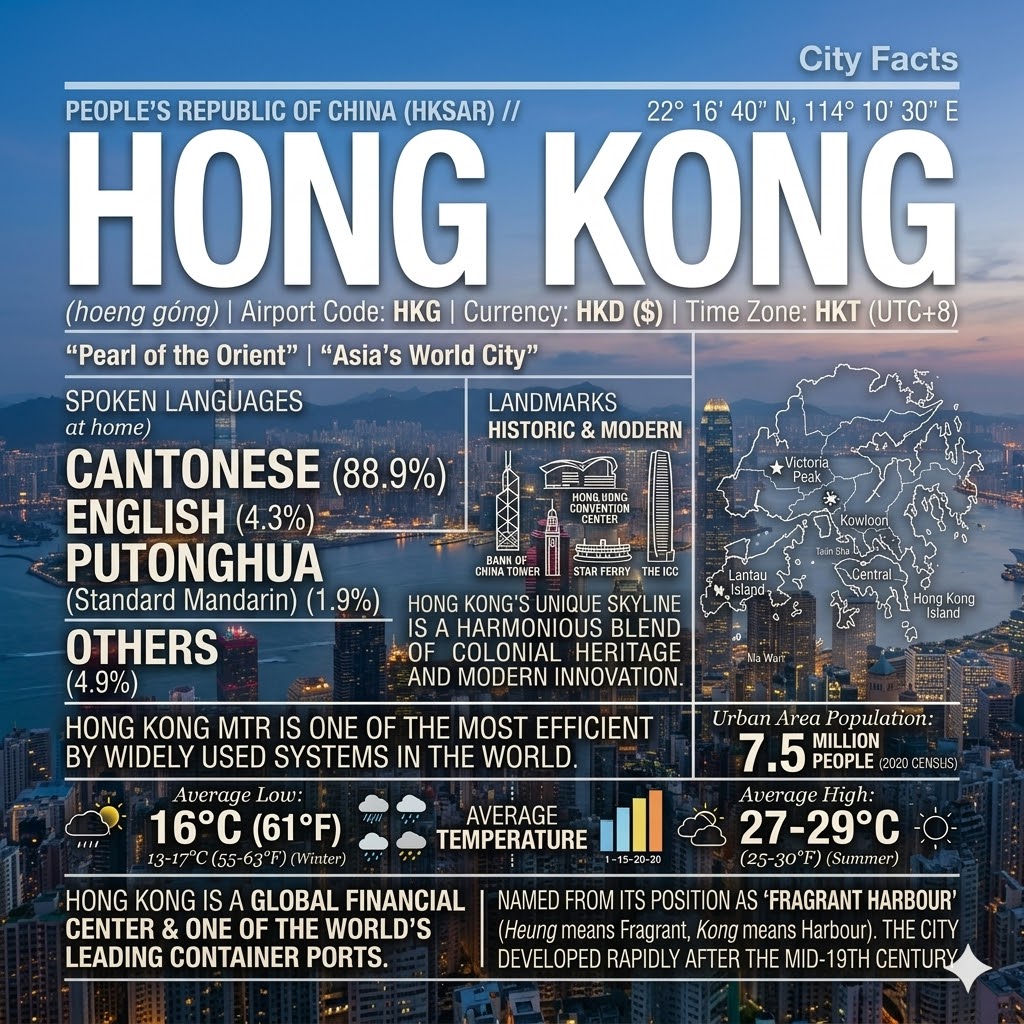 City Facts
PEOPLE'S REPUBLIC OF CHINA (HKSAR) //
22° 16' 40” N, 114° 10' 30” E
HONG KONG
(hoeng góng) | Airport Code: HKG | Currency: HKD ($) | Time Zone: HKT (UTC+8)
“Pearl of the Orient” | “Asia's World City”
SPOKEN LANGUAGES
at home)
CANTONESE (88.9%)
ENGLISH (4.3%)
PUTONGHUA
(Standard Mandarin) (1.9%)
OTHERS
(4.9%)
LANDMARKS
HISTORIC & MODERN
BANK OF
CHINA TOWER
HONG UDNG
CONVENTION
CENTER
STAR FERRY
THE ICC
HONG KONG'S UNIQUE SKYLINE
IS A HARMONIOUS BLEND
OF COLONIAL HERITAGE
AND MODERN INNOVATION.
Victoria
Peak
Kowloon
Lantau
Island
Central
Hong Kong
Island
Ma Warr
HONG KONG MTR IS ONE OF THE MOST EFFICIENT
BY WIDELY USED SYSTEMS IN THE WORLD.
Urban Area Population:
7.5 MILLION
PEOPLE (2020 CENSUS)
Average Low:
16°C (61°F)
13-17°C (55-63°F) (Winter)
AVERAGE
TEMPERATURE
1-15-20-20
Average High:
27-29°C
(25-30°F) (Summer)
HONG KONG IS A GLOBAL FINANCIAL
CENTER & ONE OF THE WORLD'S
LEADING CONTAINER PORTS.
NAMED FROM ITS POSITION AS ‘FRAGRANT HARBOUR’
(Heung means Fragrant, Kong means Harbour). THE CITY
DEVELOPED RAPIDLY AFTER THE MID-19TH CENTURY